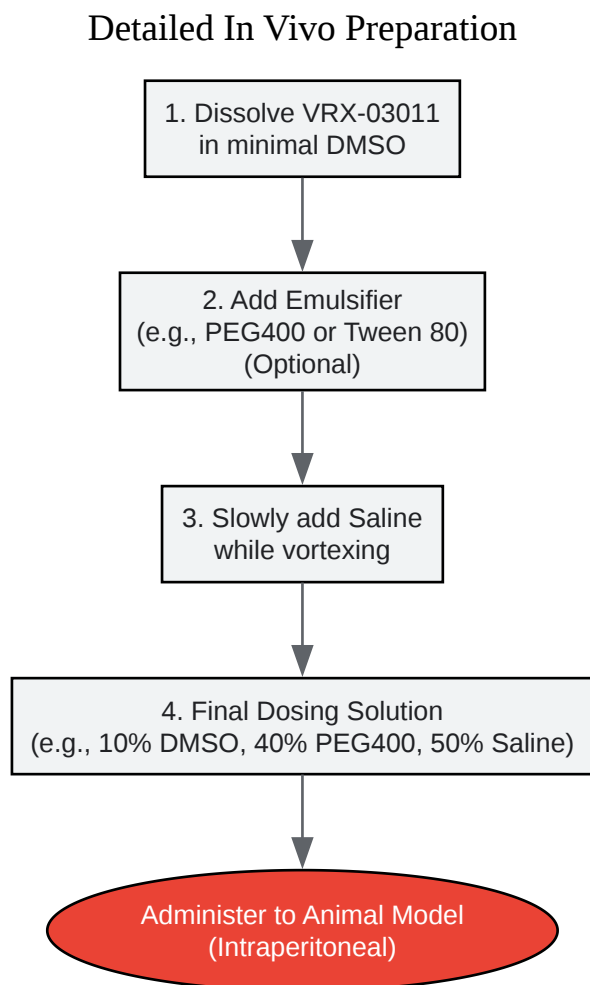 Detailed In Vivo Preparation
1. Dissolve VRX-03011
in minimal DMSO
2. Add Emulsifier
(e.g., PEG400 or Tween 80)
(Optional)
3. Slowly add Saline
while vortexing
4. Final Dosing Solution
(e.g., 10% DMSO, 40% PEG400, 50% Saline)
Administer to Animal Model
(Intraperitoneal)